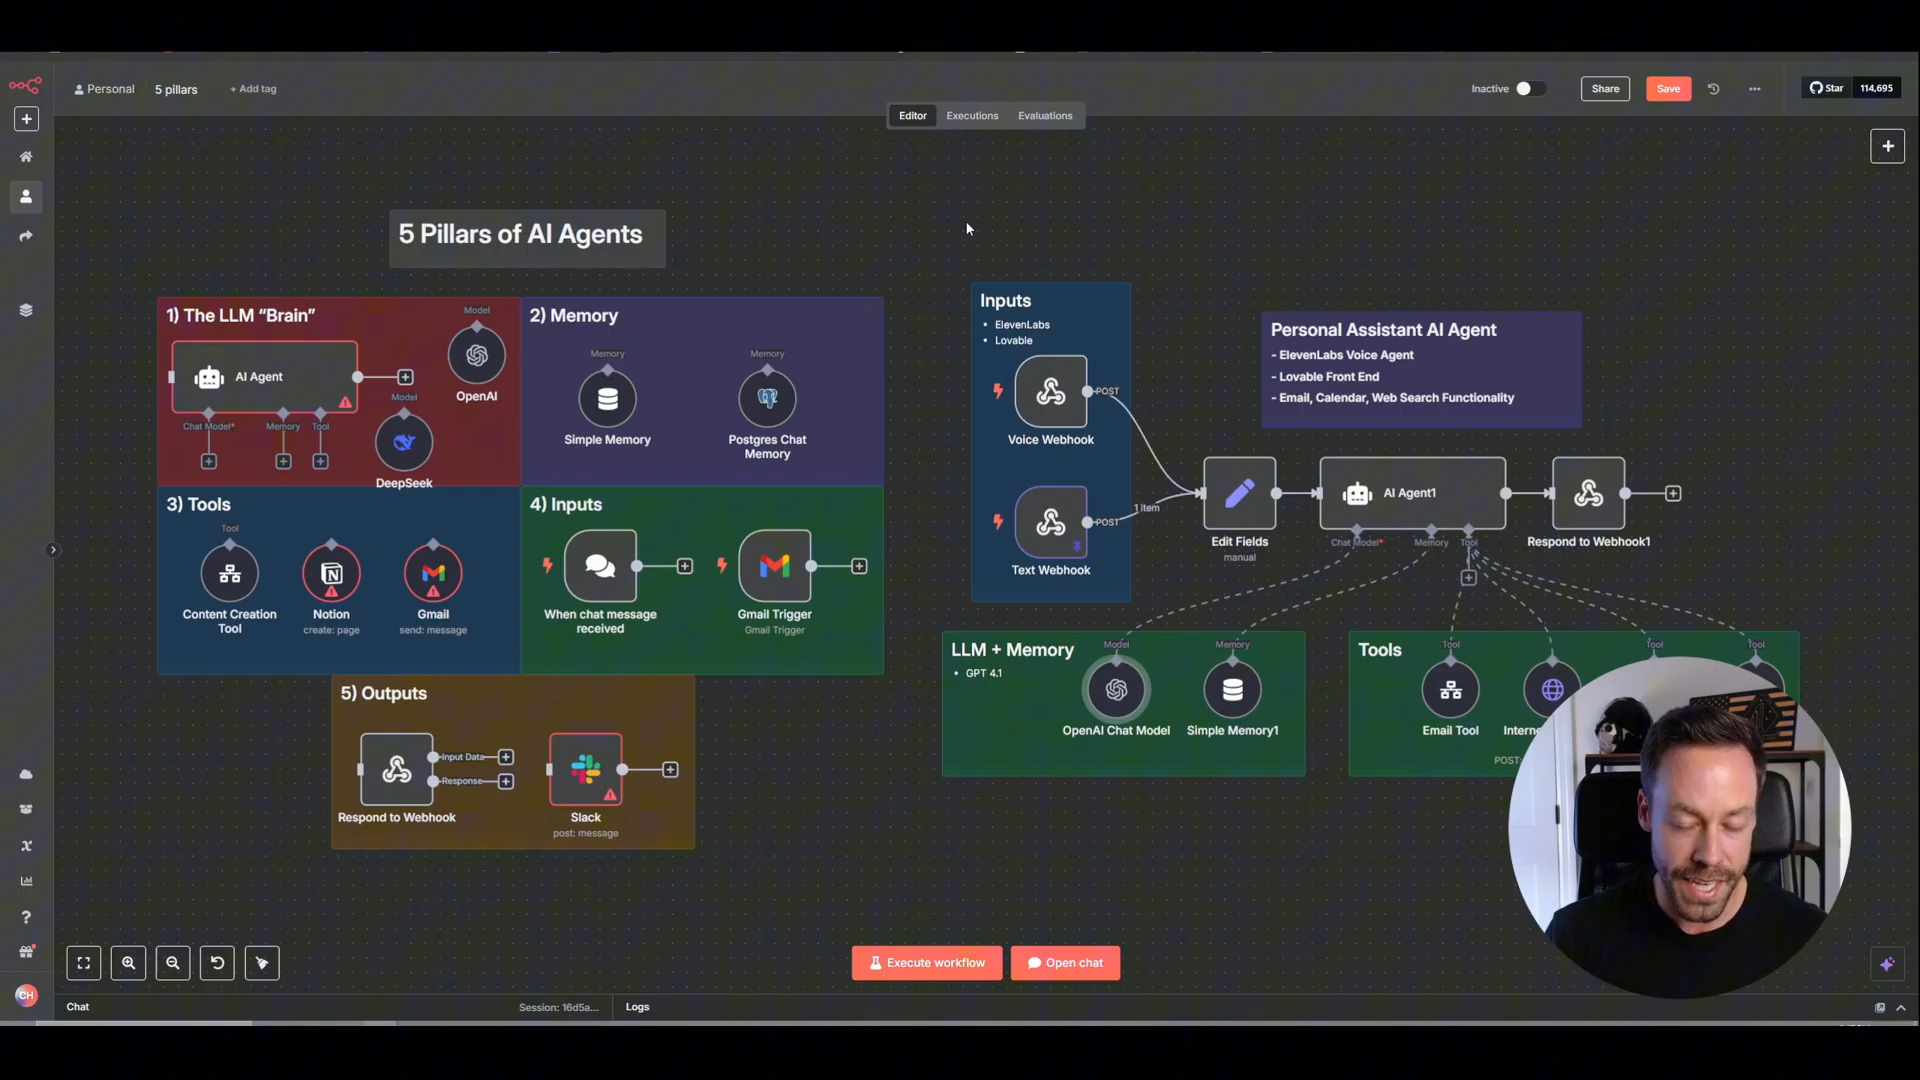 Personal
5 pillars
+ Add tag
Inactive
Share
Save
Star
114,695
Editor
Executions
Evaluations
5 Pillars of AI Agents
1) The LLM “Brain”
Model
AI Agent
OpenAI
Model
Chat Model*
Memory
Tool
DeepSeek
2) Memory
Memory
Memory
Simple Memory
Postgres Chat
Memory
3) Tools
Tool
Content Creation
Tool
Notion
create: page
Gmail
send: message
4) Inputs
When chat message
received
Gmail Trigger
Gmail Trigger
5) Outputs
Input Data
Response
Respond to Webhook
Slack
post: message
Inputs
• ElevenLabs
• Lovable
POST
Voice Webhook
1 item
POST
Text Webhook
Personal Assistant AI Agent
- ElevenLabs Voice Agent
- Lovable Front End
- Email, Calendar, Web Search Functionality
Edit Fields
manual
AI Agent1
Chat Model*
Memory
Tool
Respond to Webhook1
LLM + Memory
• GPT 4.1
Model
Memory
OpenAI Chat Model
Simple Memory1
Tools
Tool
Tool
Tool
Tool
Email Tool
POST:
Execute workflow
Open chat
CH
Chat
Session: 16d5a...
Logs